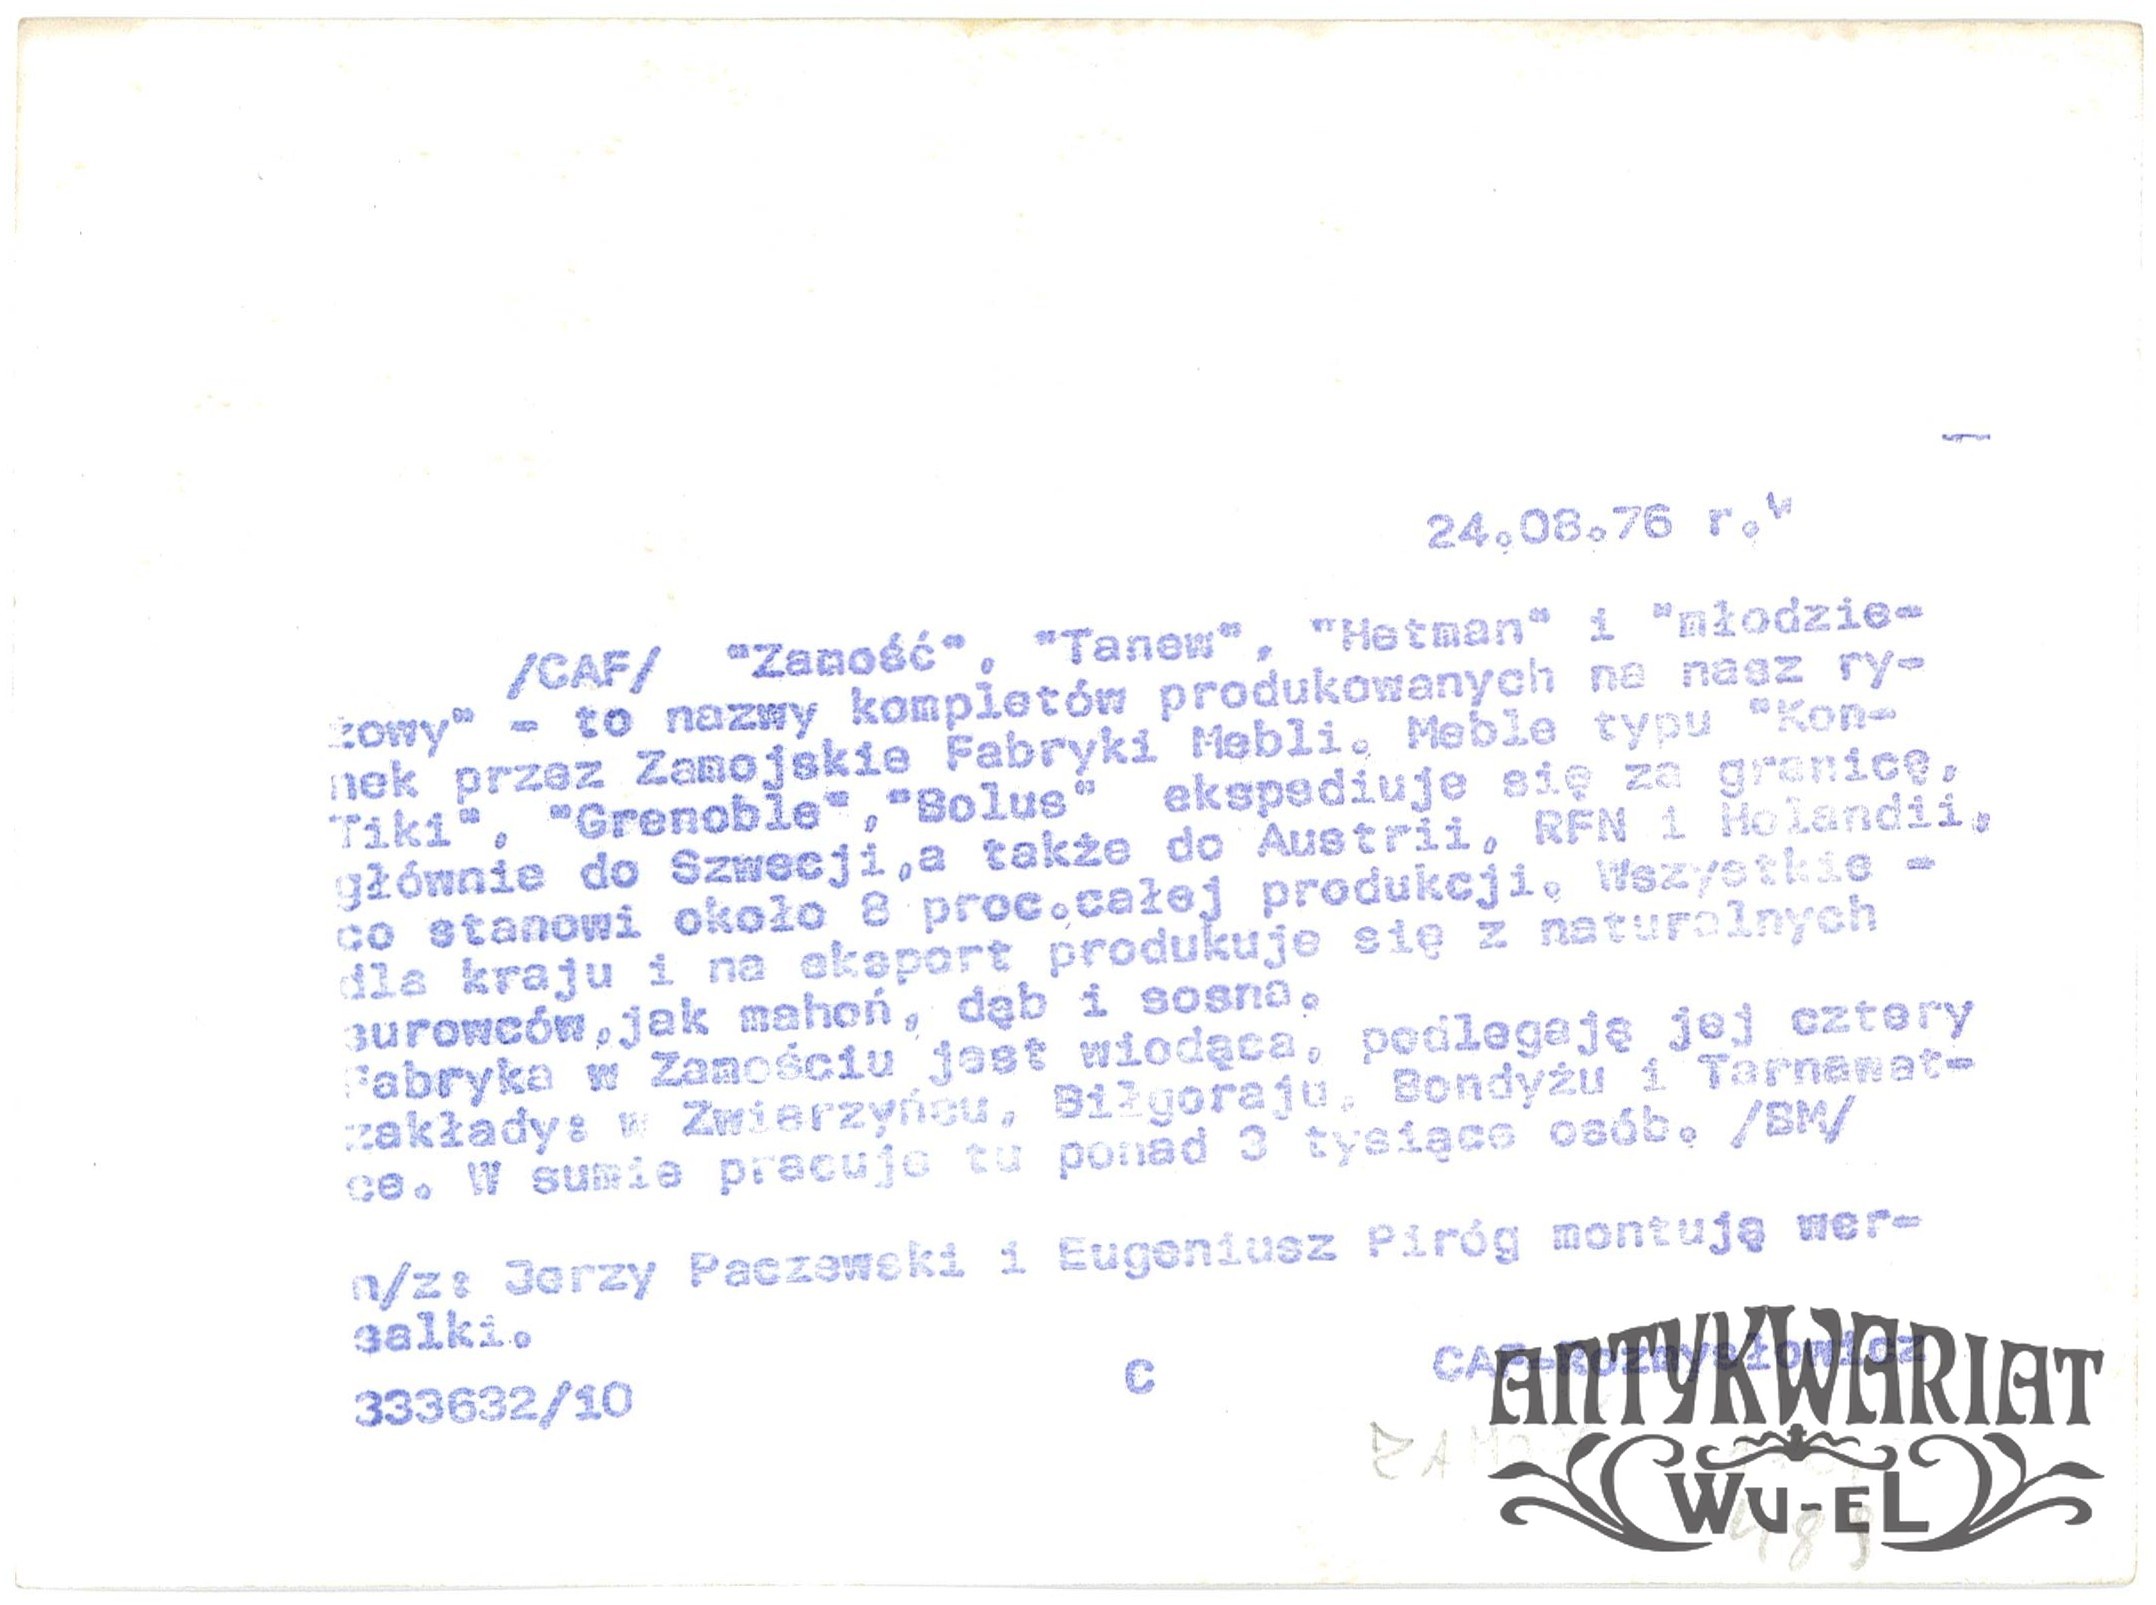 24.08.76 r.w
/CAF/ "Zamość", "Tanew", "Hetman" i "młodzie-
żowy" - to nazwy kompletów produkowanych na nasz ry-
nek przez Zamojskie Fabryki Mebli. Meble typu "Kon-
Tiki", "Grenoble","Solus" ekspediuje się za granicę,
głównie do Szwecji,a także do Austrii, RFN i Holandii,
co stanowi około 8 proc.całej produkcji. Wszystkie -
dla kraju i na eksport produkuje się z naturalnych
surowców,jak mahoń, dąb i sosna.
Fabryka w Zamościu jest wiodąca, podlegają jej cztery
zakłady: w Zwierzyńcu, Biłgoraju, Bondyżu i Tarnawat-
ce. W sumie pracuje tu ponad 3 tysiące osób. /BM/
n/z: Jerzy Paczewski i Eugeniusz Piróg montują wer-
salki.
333632/10 C CAF-Rozmysłowicz
ANTYKWARIAT
WU-EL
489